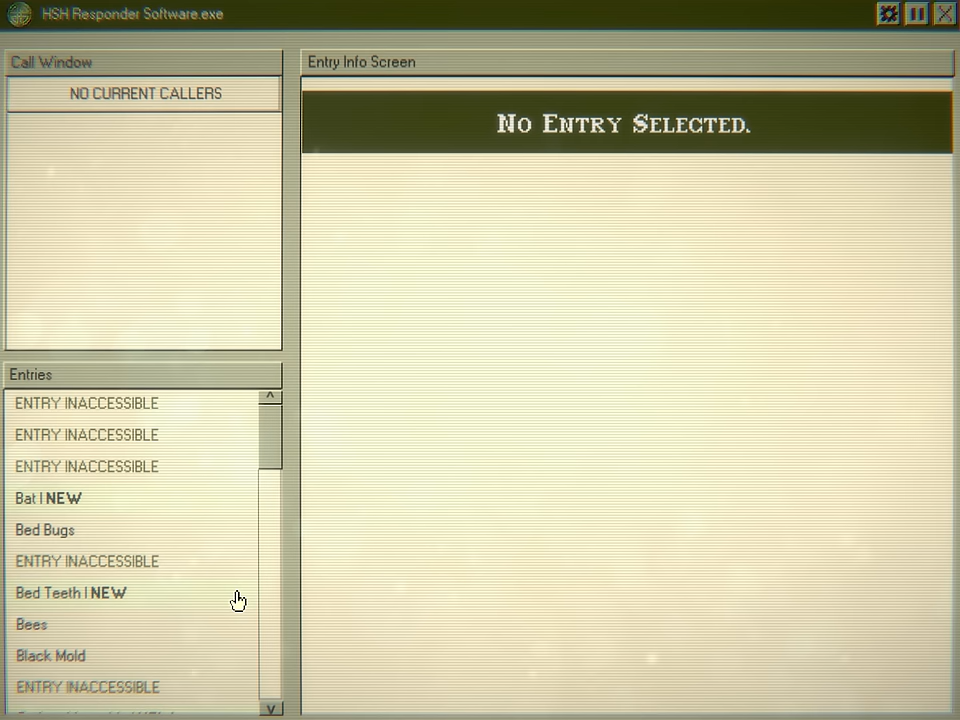 HSH Responder Software.exe
Call Window
NO CURRENT CALLERS
Entry Info Screen
No Entry Selected.
Entries
ENTRY INACCESSIBLE
ENTRY INACCESSIBLE
ENTRY INACCESSIBLE
Bat | NEW
Bed Bugs
ENTRY INACCESSIBLE
Bed Teeth | NEW
Bees
Black Mold
ENTRY INACCESSIBLE